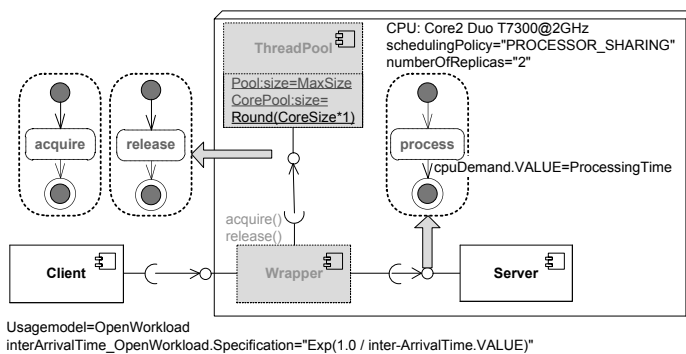 ThreadPool
CPU: Core2 Duo T7300@2GHz
schedulingPolicy="PROCESSOR_SHARING"
numberOfReplicas="2"
Pool:size=MaxSize
CorePool:size=
Round(CoreSize*1)
acquire
release
process
cpuDemand.VALUE=ProcessingTime
acquire()
release()
Client
Wrapper
Server
Usagemodel=OpenWorkload
interArrivalTime_OpenWorkload.Specification="Exp(1.0 / inter-ArrivalTime.VALUE)"